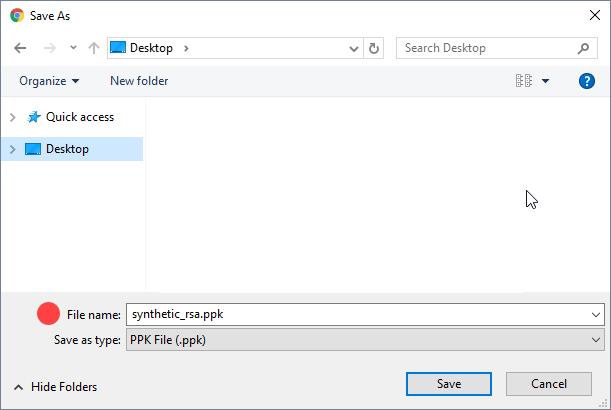 Save As
Desktop
Search Desktop
Organize
New folder
?
Quick access
Desktop
File name: synthetic_rsa.ppk
Save as type: PPK File (.ppk)
Hide Folders
Save
Cancel